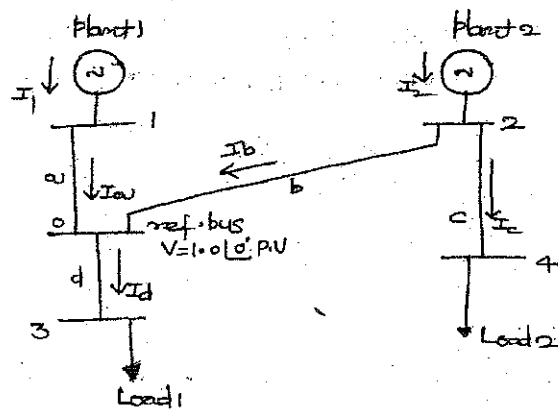 Plant1
Plant2
~
~
I1
I2
1
2
Ib
a
Ia
b
0
ref.bus
V=1.0∠0° P.U
c
Ic
d
Id
4
3
Load2
Load1